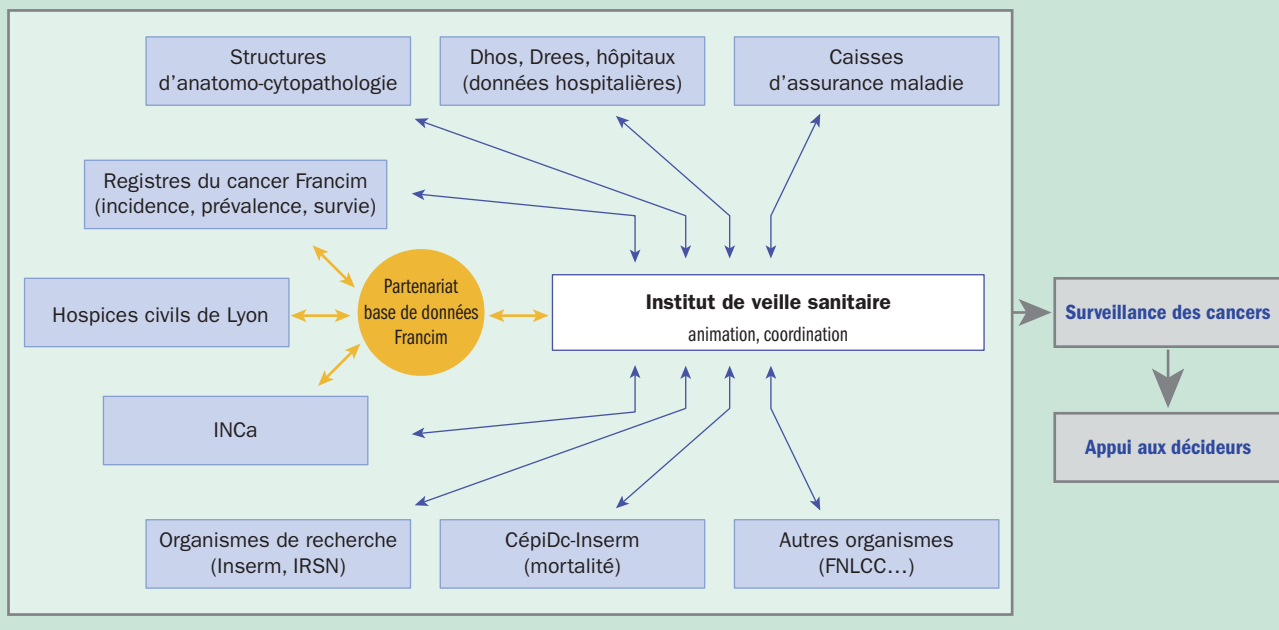 Structures
d'anatomo-cytopathologie
Dhos, Drees, hôpitaux
(données hospitalières)
Caisses
d'assurance maladie
Registres du cancer Francim
(incidence, prévalence, survie)
Hospices civils de Lyon
Partenariat
base de données
Francim
Institut de veille sanitaire
animation, coordination
Surveillance des cancers
INCa
Appui aux décideurs
Organismes de recherche
(Inserm, IRSN)
CépiDc-Inserm
(mortalité)
Autres organismes
(FNLCC…)